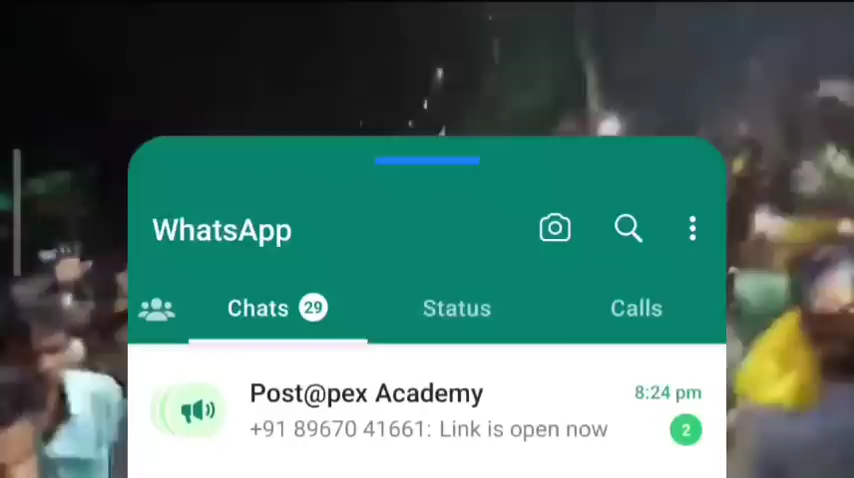 WhatsApp
Chats 29
Status
Calls
Post@pex Academy
8:24 pm
+91 89670 41661: Link is open now
2